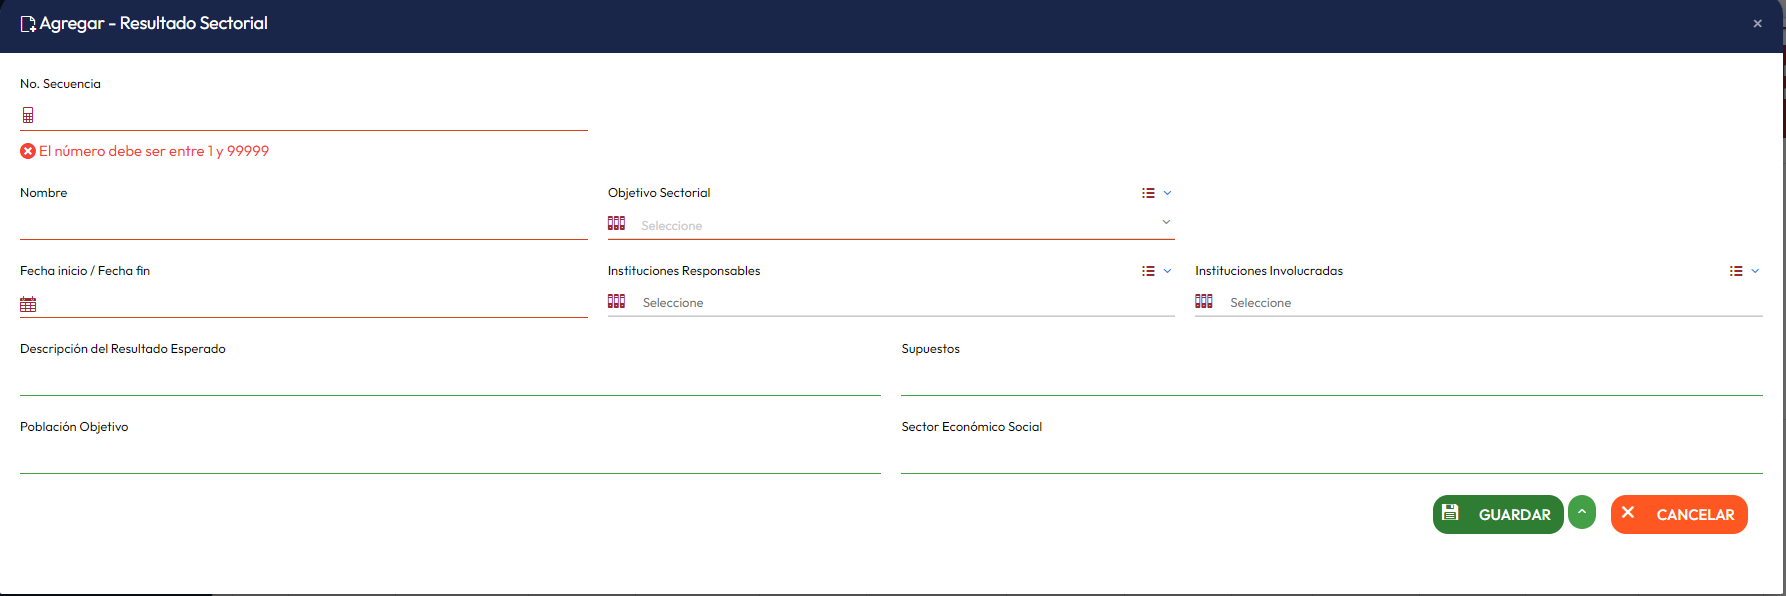 Agregar - Resultado Sectorial
No. Secuencia
El número debe ser entre 1 y 99999
Nombre
Objetivo Sectorial
Seleccione
Fecha inicio / Fecha fin
Instituciones Responsables
Instituciones Involucradas
Seleccione
Seleccione
Descripción del Resultado Esperado
Supuestos
Población Objetivo
Sector Económico Social
GUARDAR
CANCELAR